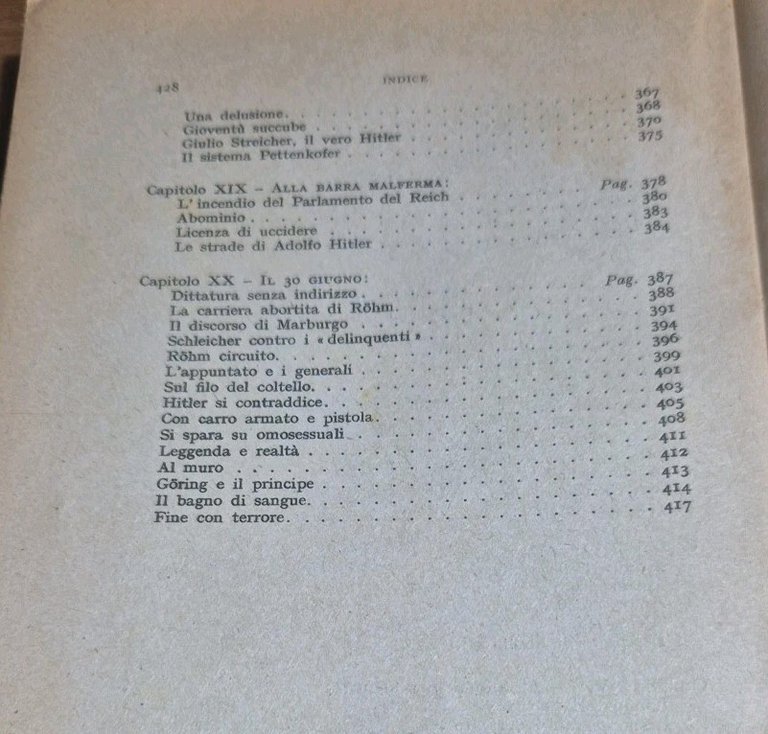 428
INDICE
Una delusione. 367
Gioventù succube 368
Giulio Streicher, il vero Hitler 370
Il sistema Pettenkofer 375
Capitolo XIX – ALLA BARRA MALFERMA:
L'incendio del Parlamento del Reich Pag. 378
Abominio 380
Licenza di uccidere 383
Le strade di Adolfo Hitler 384
Capitolo XX – IL 30 GIUGNO:
Dittatura senza indirizzo Pag. 387
La carriera abortita di Röhm. 388
Il discorso di Marburgo 391
Schleicher contro i « delinquenti » 394
Röhm circuito. 396
L'appuntato e i generali 399
Sul filo del coltello. 401
Hitler si contraddice. 403
Con carro armato e pistola. 405
Si spara su omosessuali 408
Leggenda e realtà 411
Al muro 412
Göring e il principe 413
Il bagno di sangue. 414
Fine con terrore. 417